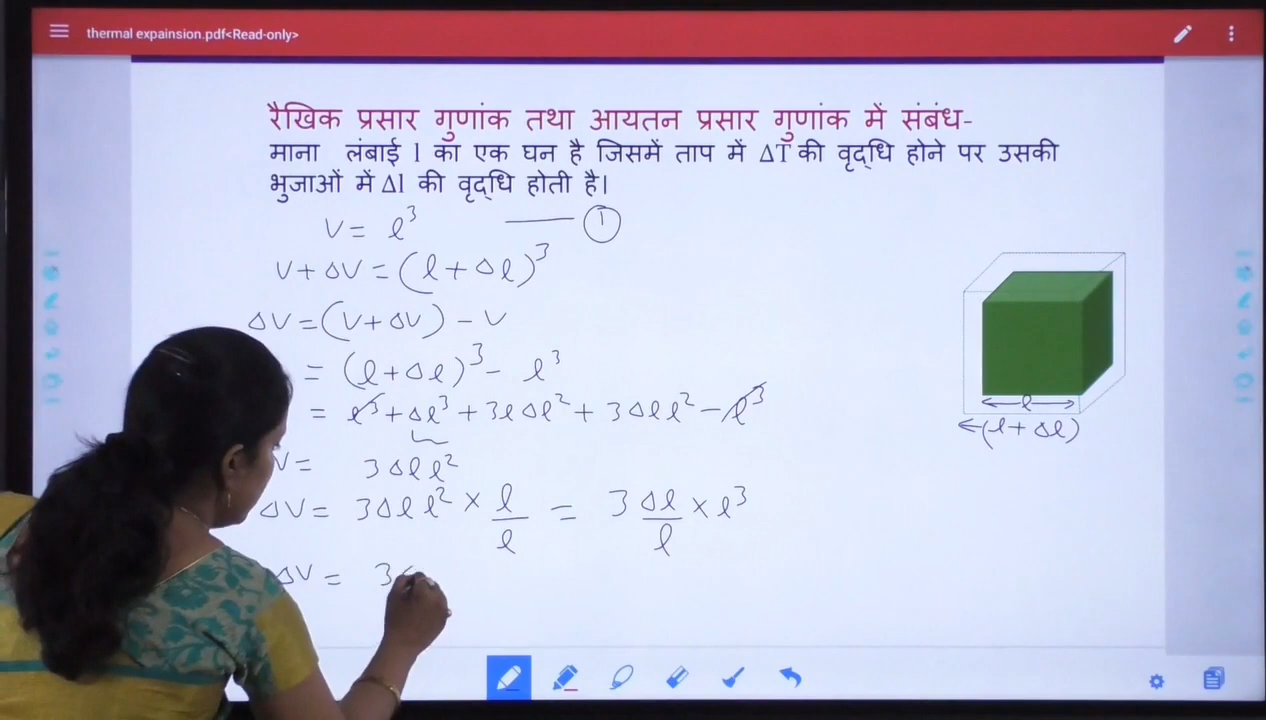 thermal expainsion.pdf<Read-only>
रैखिक प्रसार गुणांक तथा आयतन प्रसार गुणांक में संबंध-
माना लंबाई l का एक घन है जिसमें ताप में ΔT की वृद्धि होने पर उसकी
भुजाओं में Δl की वृद्धि होती है।
V = l³ —— ①
V + ΔV = (l + Δl)³
ΔV = (V + ΔV) - V
= (l + Δl)³ - l³
= l³ + Δl³ + 3lΔl² + 3Δl l² - l³
V = 3Δl l²
ΔV = 3Δl l² × l/l = 3 Δl/l × l³
ΔV = 3
l
(l + Δl)